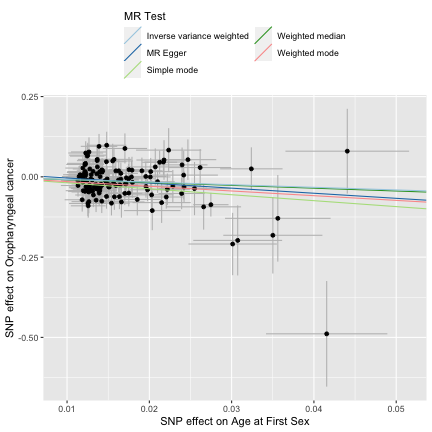 MR Test
Inverse variance weighted
Weighted median
MR Egger
Weighted mode
Simple mode
0.25
0.00
-0.25
-0.50
SNP effect on Oropharyngeal cancer
0.01 0.02 0.03 0.04 0.05
SNP effect on Age at First Sex